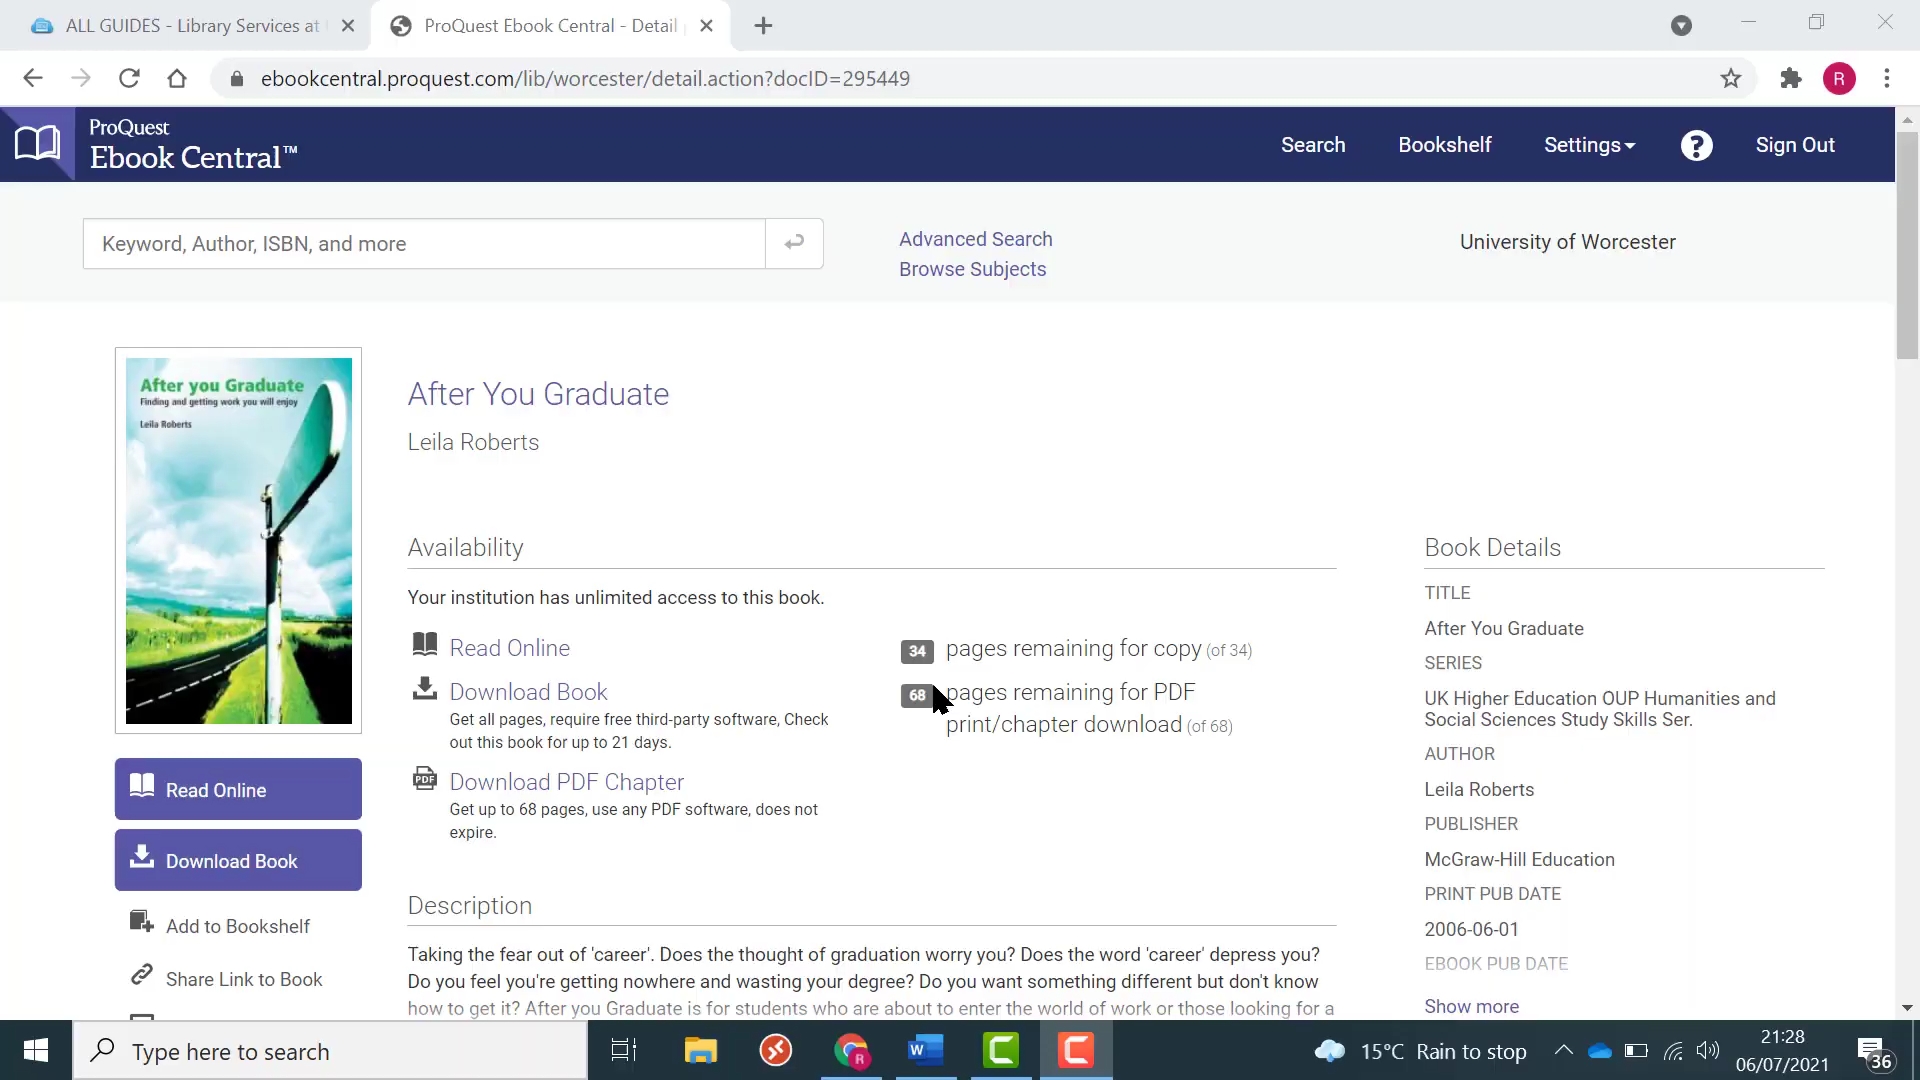 ALL GUIDES - Library Services at
ProQuest Ebook Central - Detail
ebookcentral.proquest.com/lib/worcester/detail.action?docID=295449
R
ProQuest
Ebook Central™
Search
Bookshelf
Settings
?
Sign Out
Keyword, Author, ISBN, and more
Advanced Search
Browse Subjects
University of Worcester
After you Graduate
Finding and getting work you will enjoy
Leila Roberts
After You Graduate
Leila Roberts
Availability
Your institution has unlimited access to this book.
Read Online
Download Book
Get all pages, require free third-party software, Check
out this book for up to 21 days.
PDF
Download PDF Chapter
Get up to 68 pages, use any PDF software, does not
expire.
34 pages remaining for copy (of 34)
68 pages remaining for PDF
print/chapter download (of 68)
Read Online
Download Book
Add to Bookshelf
Share Link to Book
Description
Taking the fear out of 'career'. Does the thought of graduation worry you? Does the word 'career' depress you?
Do you feel you're getting nowhere and wasting your degree? Do you want something different but don't know
how to get it? After you Graduate is for students who are about to enter the world of work or those looking for a
Book Details
TITLE
After You Graduate
SERIES
UK Higher Education OUP Humanities and
Social Sciences Study Skills Ser.
AUTHOR
Leila Roberts
PUBLISHER
McGraw-Hill Education
PRINT PUB DATE
2006-06-01
EBOOK PUB DATE
Show more
Type here to search
R
W
15°C Rain to stop
21:28
06/07/2021
36